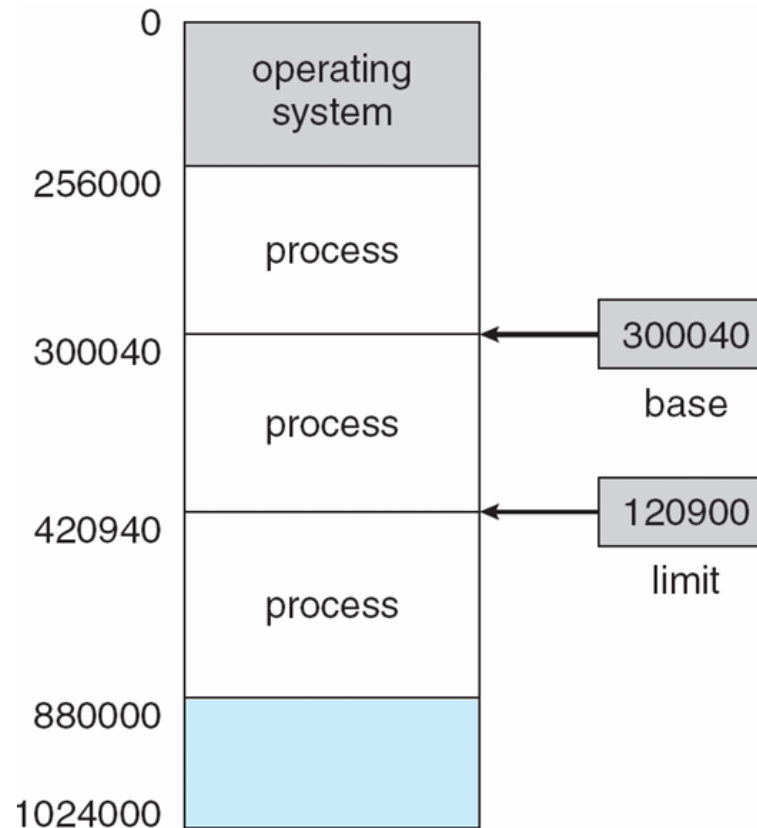 0
operating
system
256000
process
300040
300040
base
process
420940
120900
limit
process
880000
1024000